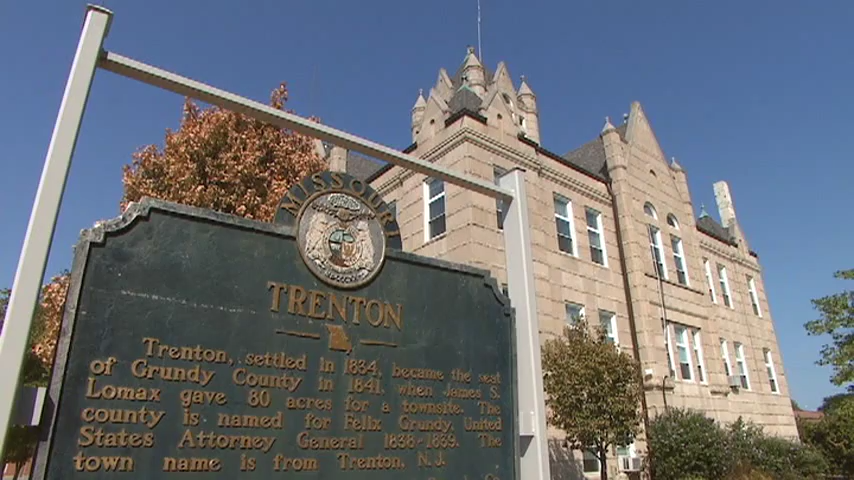 MISSOURI
TRENTON
Trenton, settled in 1834, became the seat
of Grundy County in 1841, when James S.
Lomax gave 80 acres for a townsite. The
county is named for Felix Grundy, United
States Attorney General 1838-1839. The
town name is from Trenton, N. J.